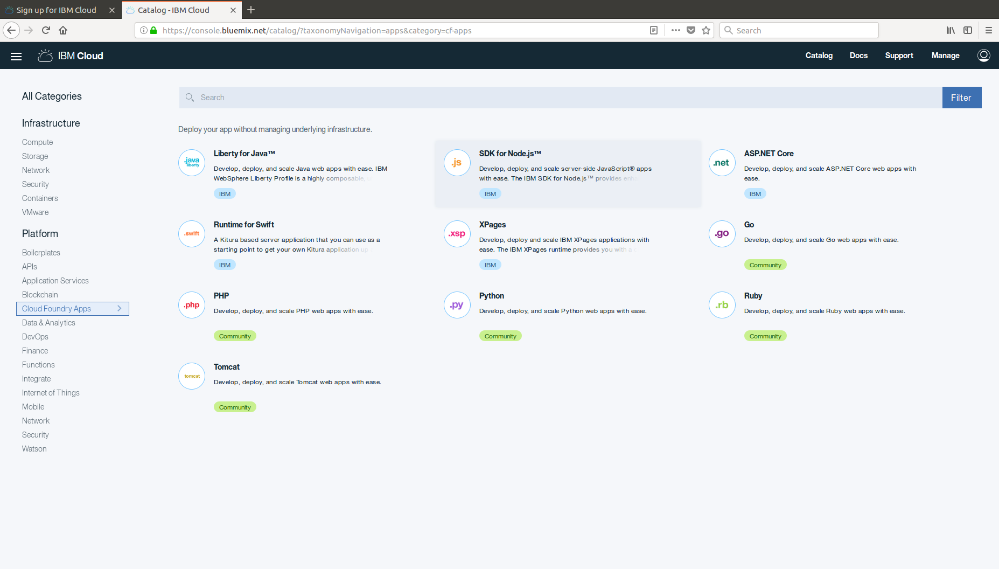 Sign up for IBM Cloud
Catalog - IBM Cloud
https://console.bluemix.net/catalog/?taxonomyNavigation=apps&category=cf-apps
Search
IBM Cloud
Catalog
Docs
Support
Manage
All Categories
Infrastructure
Compute
Storage
Network
Security
Containers
VMware
Platform
Boilerplates
APIs
Application Services
Blockchain
Cloud Foundry Apps
Data & Analytics
DevOps
Finance
Functions
Integrate
Internet of Things
Mobile
Network
Security
Watson
Search
Filter
Deploy your app without managing underlying infrastructure.
.java
liberty
Liberty for Java™
Develop, deploy, and scale Java web apps with ease. IBM
WebSphere Liberty Profile is a highly composable,
IBM
.js
SDK for Node.js™
Develop, deploy, and scale server-side JavaScript® apps
with ease. The IBM SDK for Node.js™ provides
IBM
.net
ASP.NET Core
Develop, deploy, and scale ASP.NET Core web apps with
ease.
IBM
.swift
Runtime for Swift
A Kitura based server application that you can use as a
starting point to get your own Kitura application up
IBM
.xsp
XPages
Develop, deploy and scale IBM XPages applications with
ease. The IBM XPages runtime provides you with a
IBM
.go
Go
Develop, deploy, and scale Go web apps with ease.
Community
.php
PHP
Develop, deploy, and scale PHP web apps with ease.
Community
.py
Python
Develop, deploy, and scale Python web apps with ease.
Community
.rb
Ruby
Develop, deploy, and scale Ruby web apps with ease.
Community
tomcat
Tomcat
Develop, deploy, and scale Tomcat web apps with ease.
Community